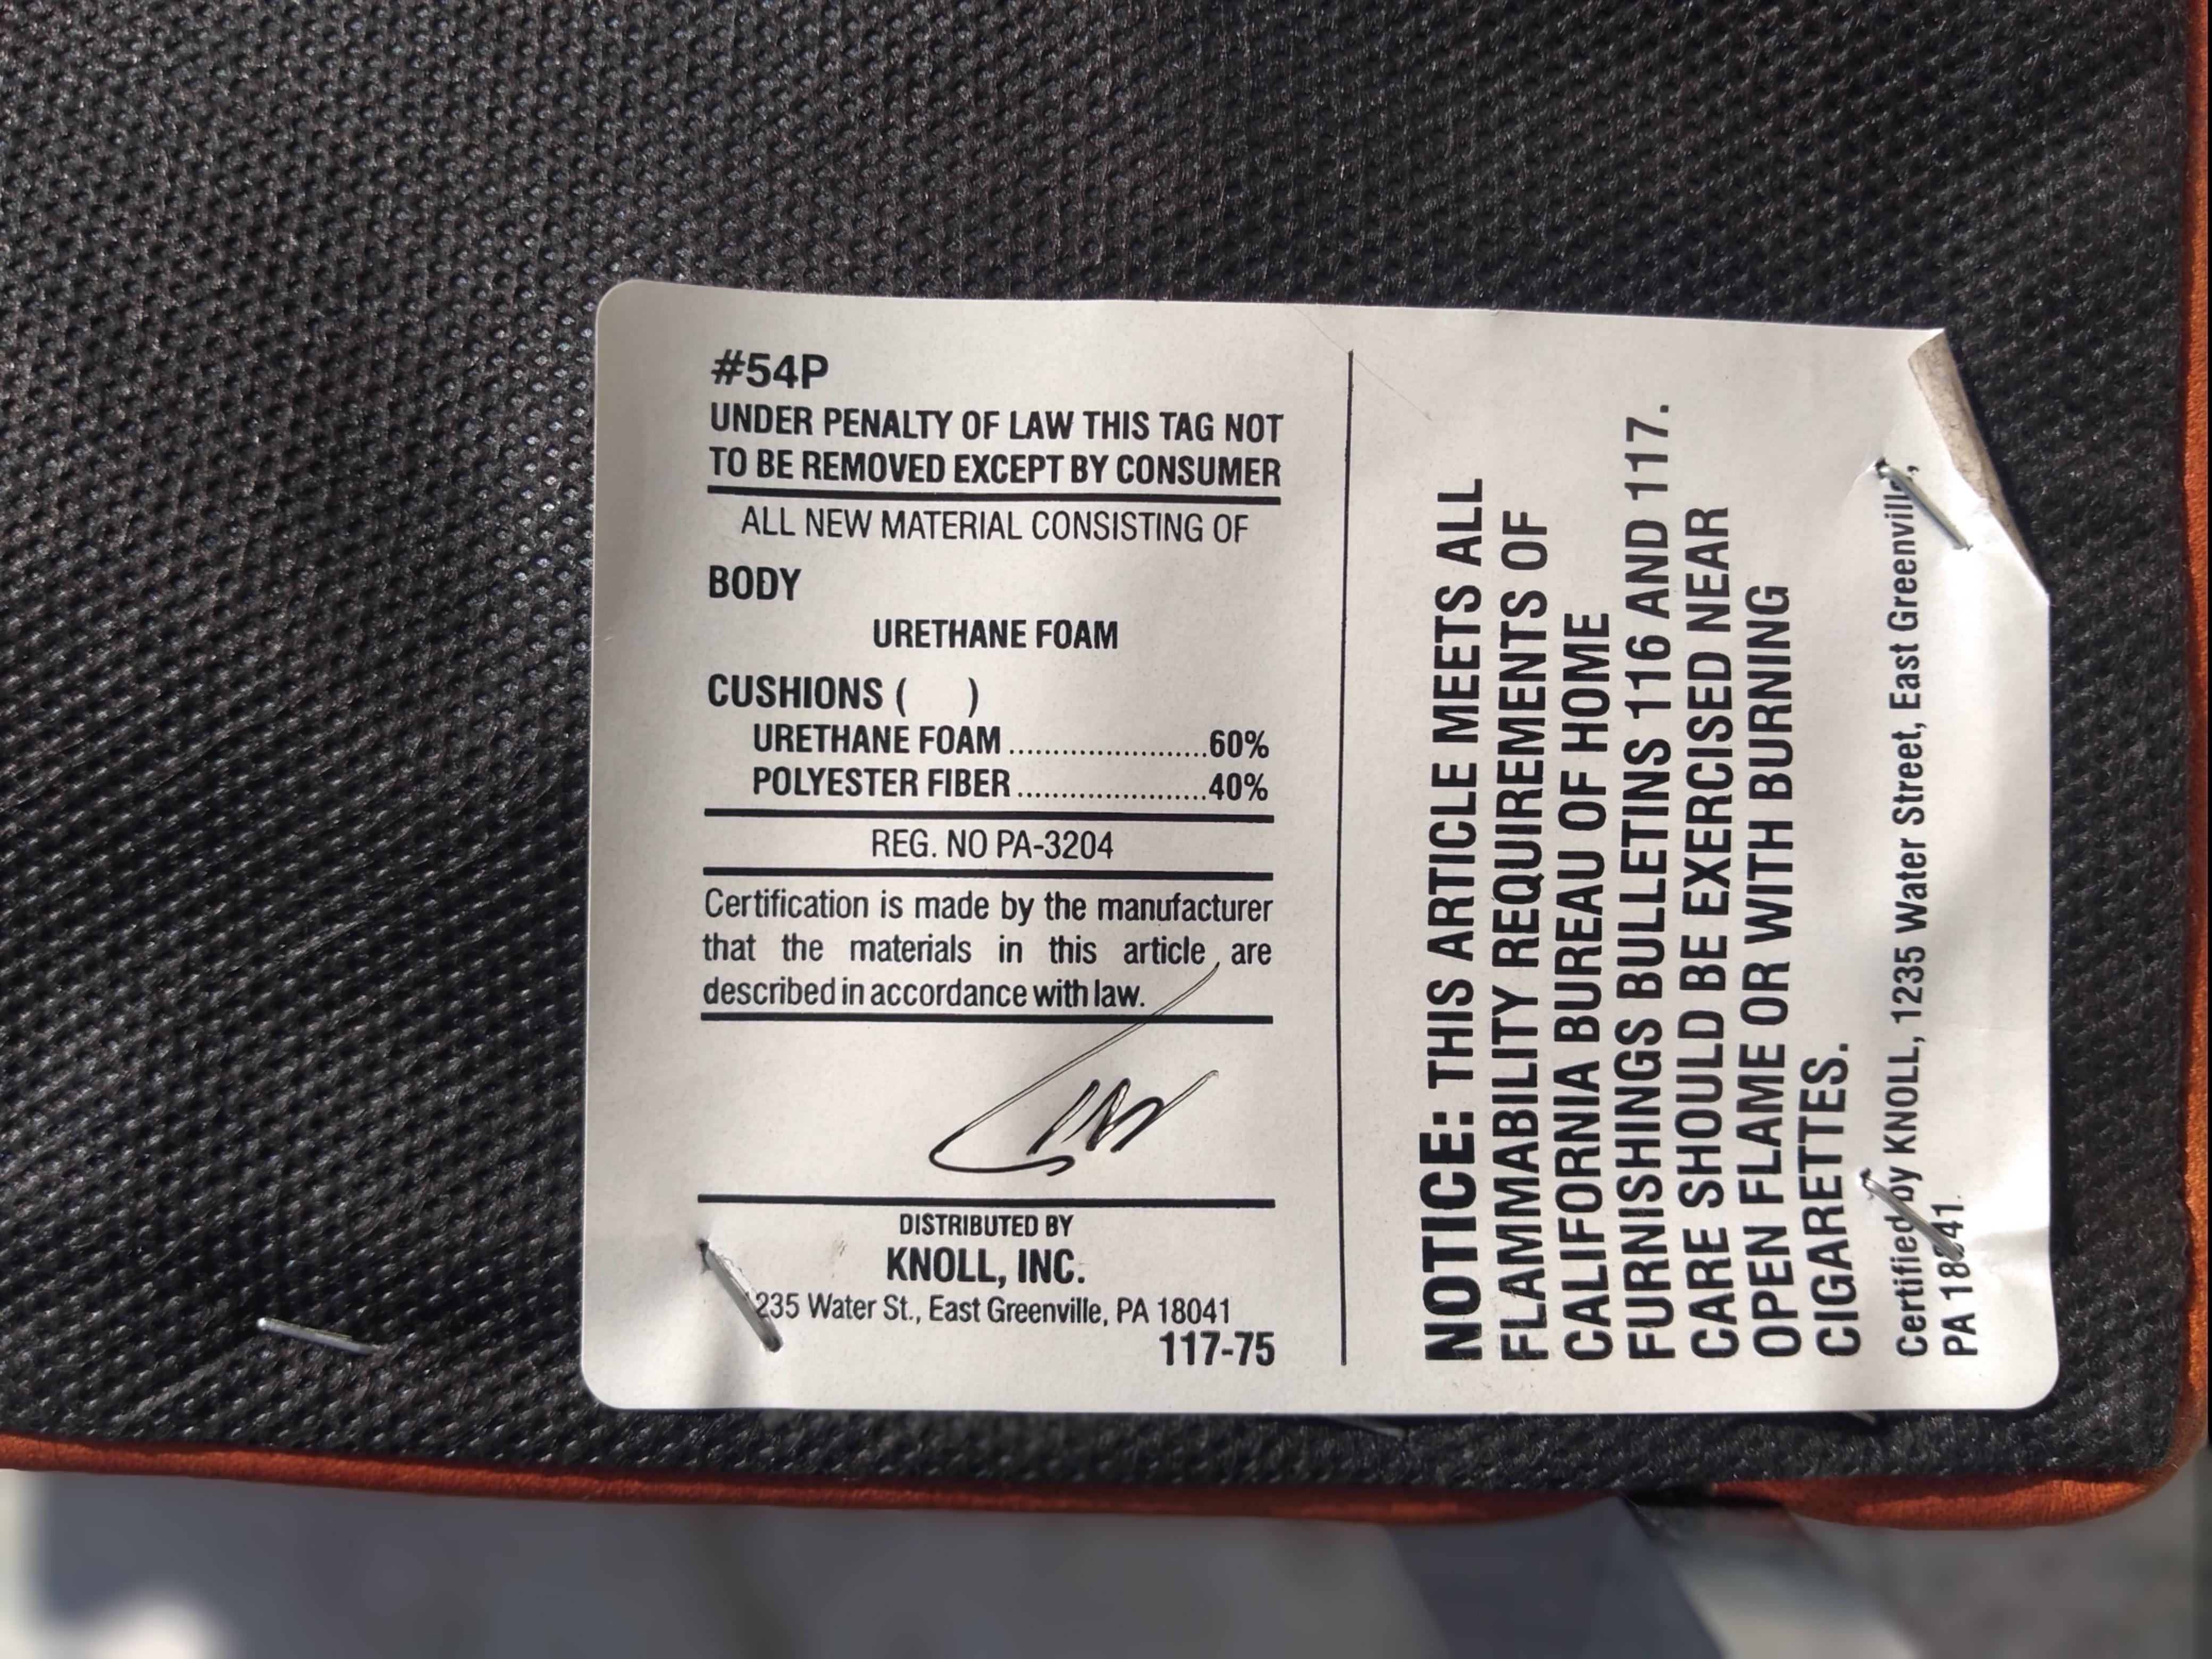 #54P
UNDER PENALTY OF LAW THIS TAG NOT
TO BE REMOVED EXCEPT BY CONSUMER
ALL NEW MATERIAL CONSISTING OF
BODY
URETHANE FOAM
CUSHIONS (    )
URETHANE FOAM ......................60%
POLYESTER FIBER .....................40%
REG. NO PA-3204
Certification is made by the manufacturer
that the materials in this article are
described in accordance with law.
DISTRIBUTED BY
KNOLL, INC.
1235 Water St., East Greenville, PA 18041
117-75
NOTICE: THIS ARTICLE MEETS ALL
FLAMMABILITY REQUIREMENTS OF
CALIFORNIA BUREAU OF HOME
FURNISHINGS BULLETINS 116 AND 117.
CARE SHOULD BE EXERCISED NEAR
OPEN FLAME OR WITH BURNING
CIGARETTES.
Certified by KNOLL, 1235 Water Street, East Greenville,
PA 18041.